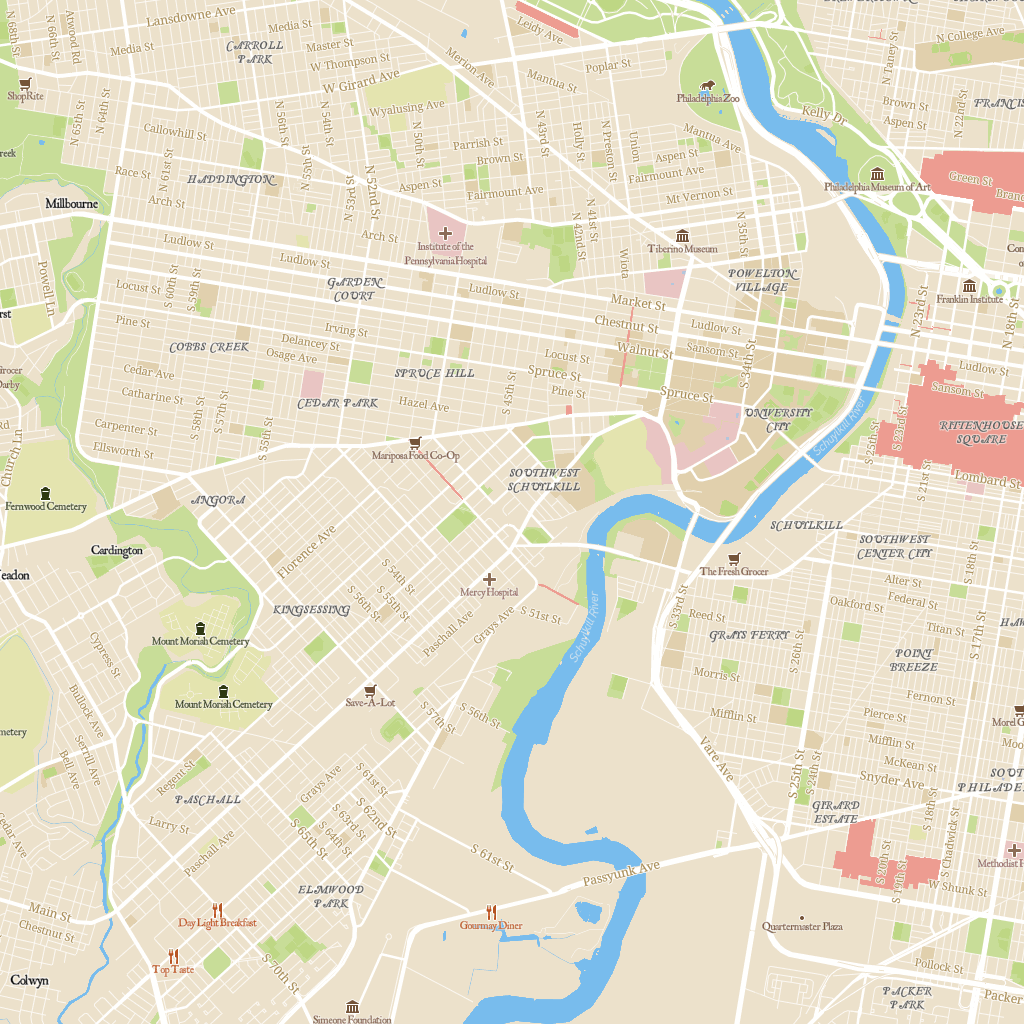 Lansdowne Ave
Leidy Ave
N College Ave
N 68th St
N 66th St
Atwood Rd
Media St
Media St
Master St
CARROLL
PARK
W Thompson St
Merion Ave
Poplar St
N Taney St
W Girard Ave
Mantua St
ShopRite
Philadelphia Zoo
Kelly Dr
Brown St
FRANCIS
N 65th St
N 64th St
Wyalusing Ave
N 56th St
N 54th St
N 50th St
N 43rd St
Holly St
N Preston St
Union
Mantua Ave
Aspen St
N 22nd St
Callowhill St
Parrish St
Brown St
Aspen St
reek
Race St
N 61st St
N 55th St
N 52nd St
N 53rd St
Aspen St
Fairmount Ave
Fairmount Ave
Philadelphia Museum of Art
Green St
HADDINGTON
Mt Vernon St
Millbourne
Arch St
N 42nd St
N 41st St
N 35th St
Arch St
Ludlow St
Institute of the
Pennsylvania Hospital
Tiberino Museum
Ludlow St
Wiota
POWELTON
VILLAGE
Powell Ln
Locust St
S 60th St
S 59th St
GARDEN
COURT
Ludlow St
Market St
Franklin Institute
N 23rd St
N 18th St
Pine St
Irving St
Chestnut St
Ludlow St
Delancey St
Osage Ave
COBBS CREEK
Locust St
Walnut St
Sansom St
Ludlow St
S 34th St
SPRUCE HILL
Spruce St
Pine St
Spruce St
Sansom St
Cedar Ave
Catharine St
CEDAR PARK
Hazel Ave
S 45th St
UNIVERSITY
CITY
Schuylkill River
S 25th St
S 23rd St
RITTENHOUSE
SQUARE
S 58th St
S 57th St
S 55th St
Carpenter St
Ellsworth St
Church Ln
Mariposa Food Co-Op
SOUTHWEST
SCHUYLKILL
S 21st St
Lombard St
Fernwood Cemetery
ANGORA
SCHUYLKILL
Cardington
Florence Ave
SOUTHWEST
CENTER CITY
S 18th St
The Fresh Grocer
S 54th St
S 55th St
S 56th St
Mercy Hospital
Alter St
Federal St
Oakford St
KINGSESSING
S 51st St
Schuylkill River
S 33rd St
Reed St
GRAYS FERRY
Titan St
S 17th St
Mount Moriah Cemetery
Cypress St
Paschall Ave
Grays Ave
S 26th St
POINT
BREEZE
Morris St
Mount Moriah Cemetery
Save-A-Lot
Fernon St
Bullock Ave
S 57th St
S 56th St
Mifflin St
Pierce St
Mifflin St
Serrill Ave
Bell Ave
Vare Ave
McKean St
Snyder Ave
Regent St
Grays Ave
S 61st St
S 25th St
S 24th St
PASCHALL
S 62nd St
S 63rd St
S 64th St
S 65th St
GIRARD
ESTATE
S 18th St
S Chadwick St
Larry St
Paschall Ave
S 61st St
Passyunk Ave
S 20th St
S 19th St
W Shunk St
ELMWOOD
PARK
Main St
Chestnut St
Day Light Breakfast
Gourmay Diner
Quartermaster Plaza
Colwyn
Top Taste
S 70th St
Pollock St
PACKER
PARK
Packer
Simeone Foundation